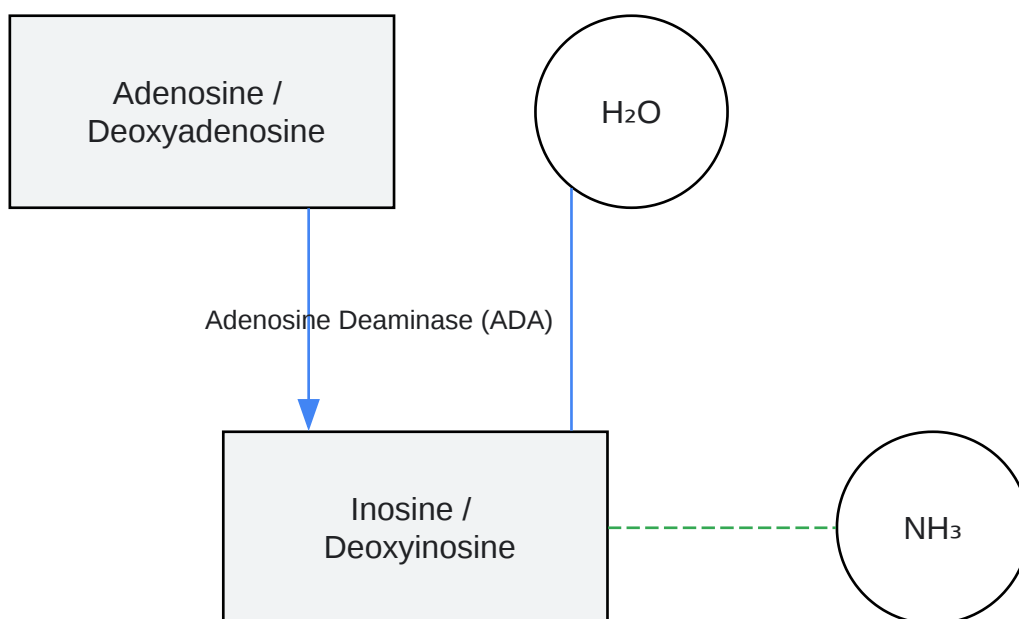 Adenosine /
Deoxyadenosine
H₂O
Adenosine Deaminase (ADA)
Inosine /
Deoxyinosine
NH₃